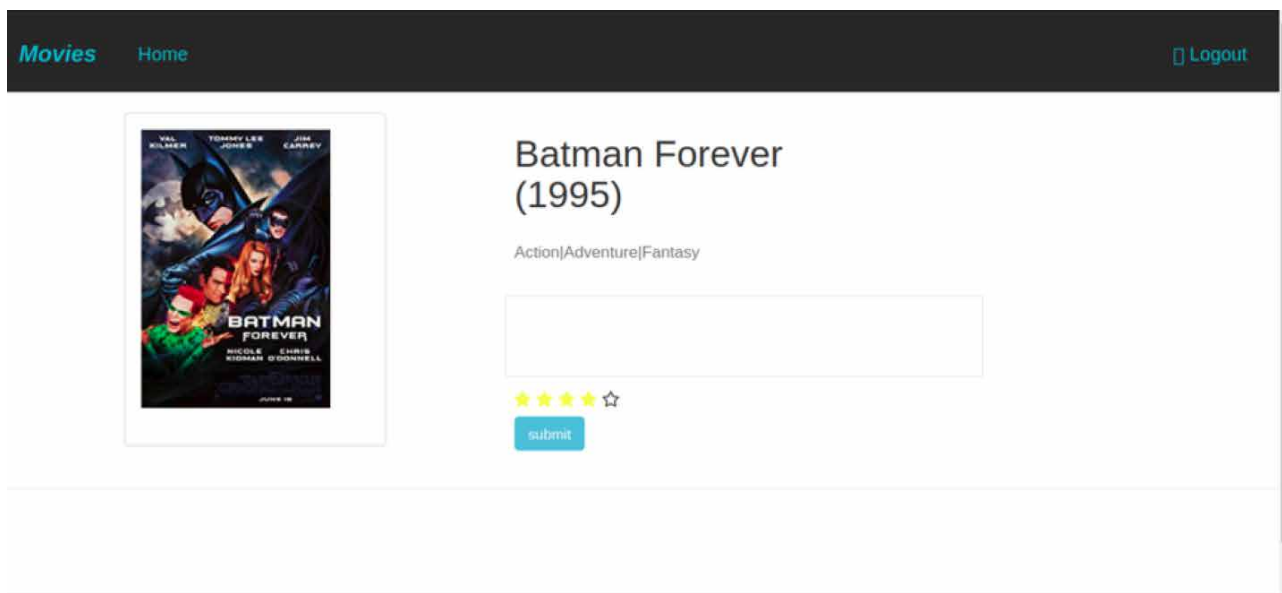 Movies Home Logout
VAL KILMER TOMMY LEE JONES JIM CARREY
BATMAN
FOREVER
NICOLE KIDMAN CHRIS O'DONNELL
JUNE 16
Batman Forever
(1995)
Action|Adventure|Fantasy
submit